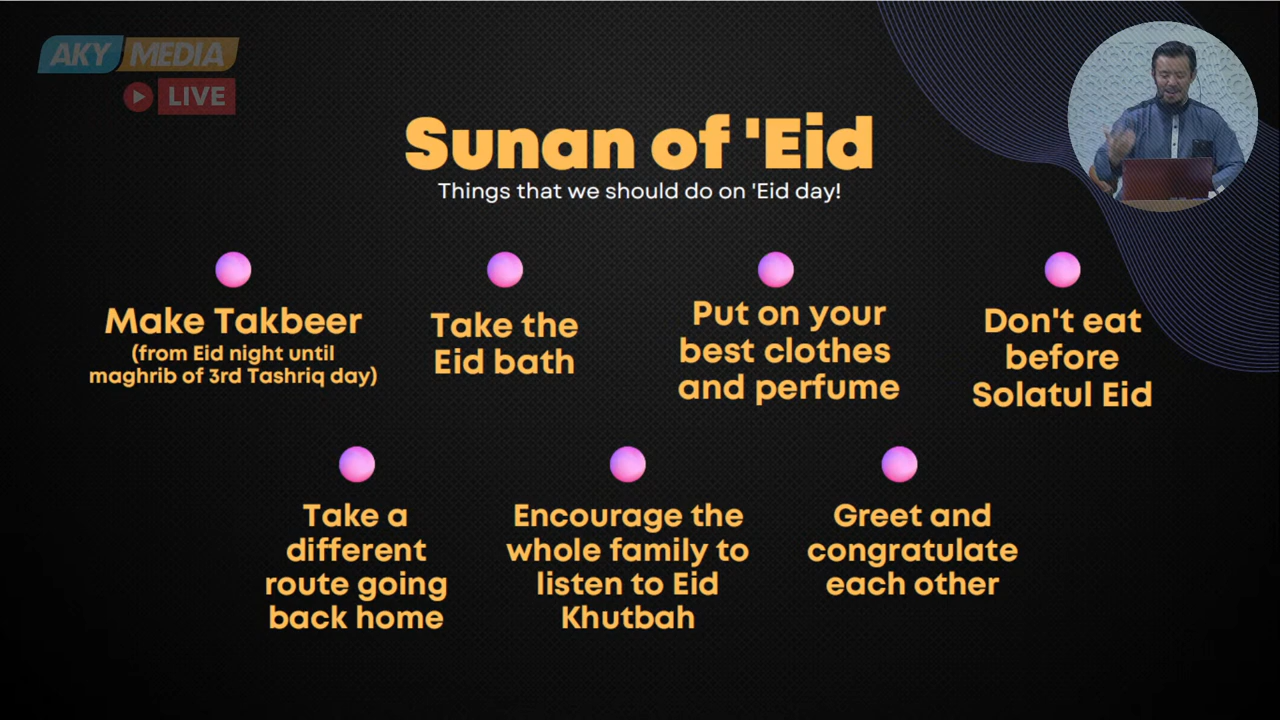 AKY MEDIA
LIVE
Sunan of 'Eid
Things that we should do on 'Eid day!
Make Takbeer
(from Eid night until
maghrib of 3rd Tashriq day)
Take the
Eid bath
Put on your
best clothes
and perfume
Don't eat
before
Solatul Eid
Take a
different
route going
back home
Encourage the
whole family to
listen to Eid
Khutbah
Greet and
congratulate
each other